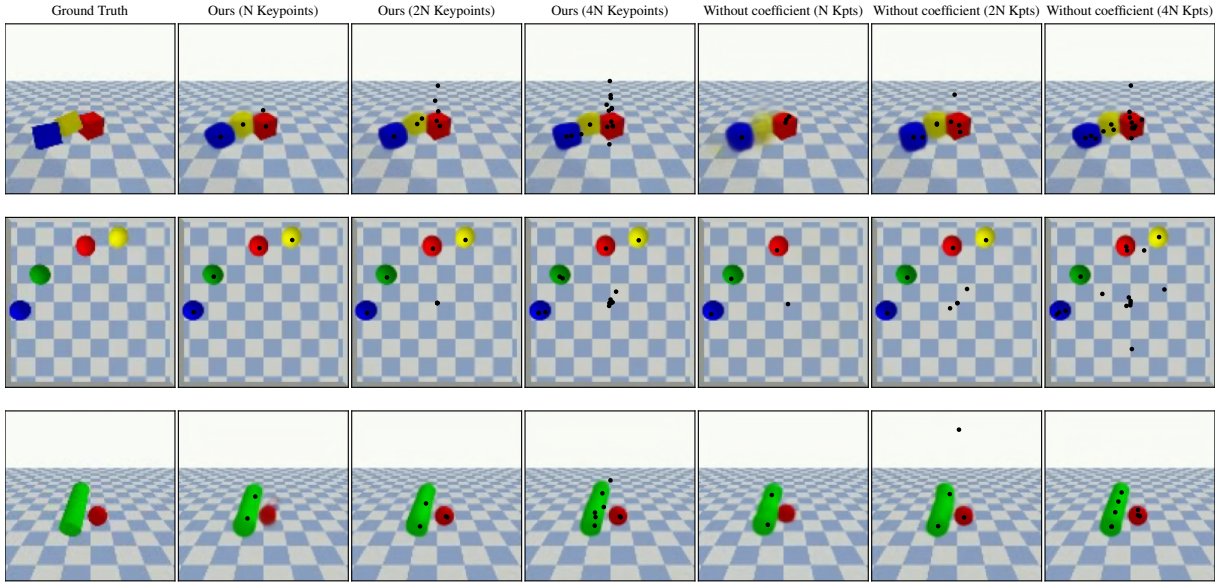 Ground Truth
Ours (N Keypoints)
Ours (2N Keypoints)
Ours (4N Keypoints)
Without coefficient (N Kpts)
Without coefficient (2N Kpts)
Without coefficient (4N Kpts)